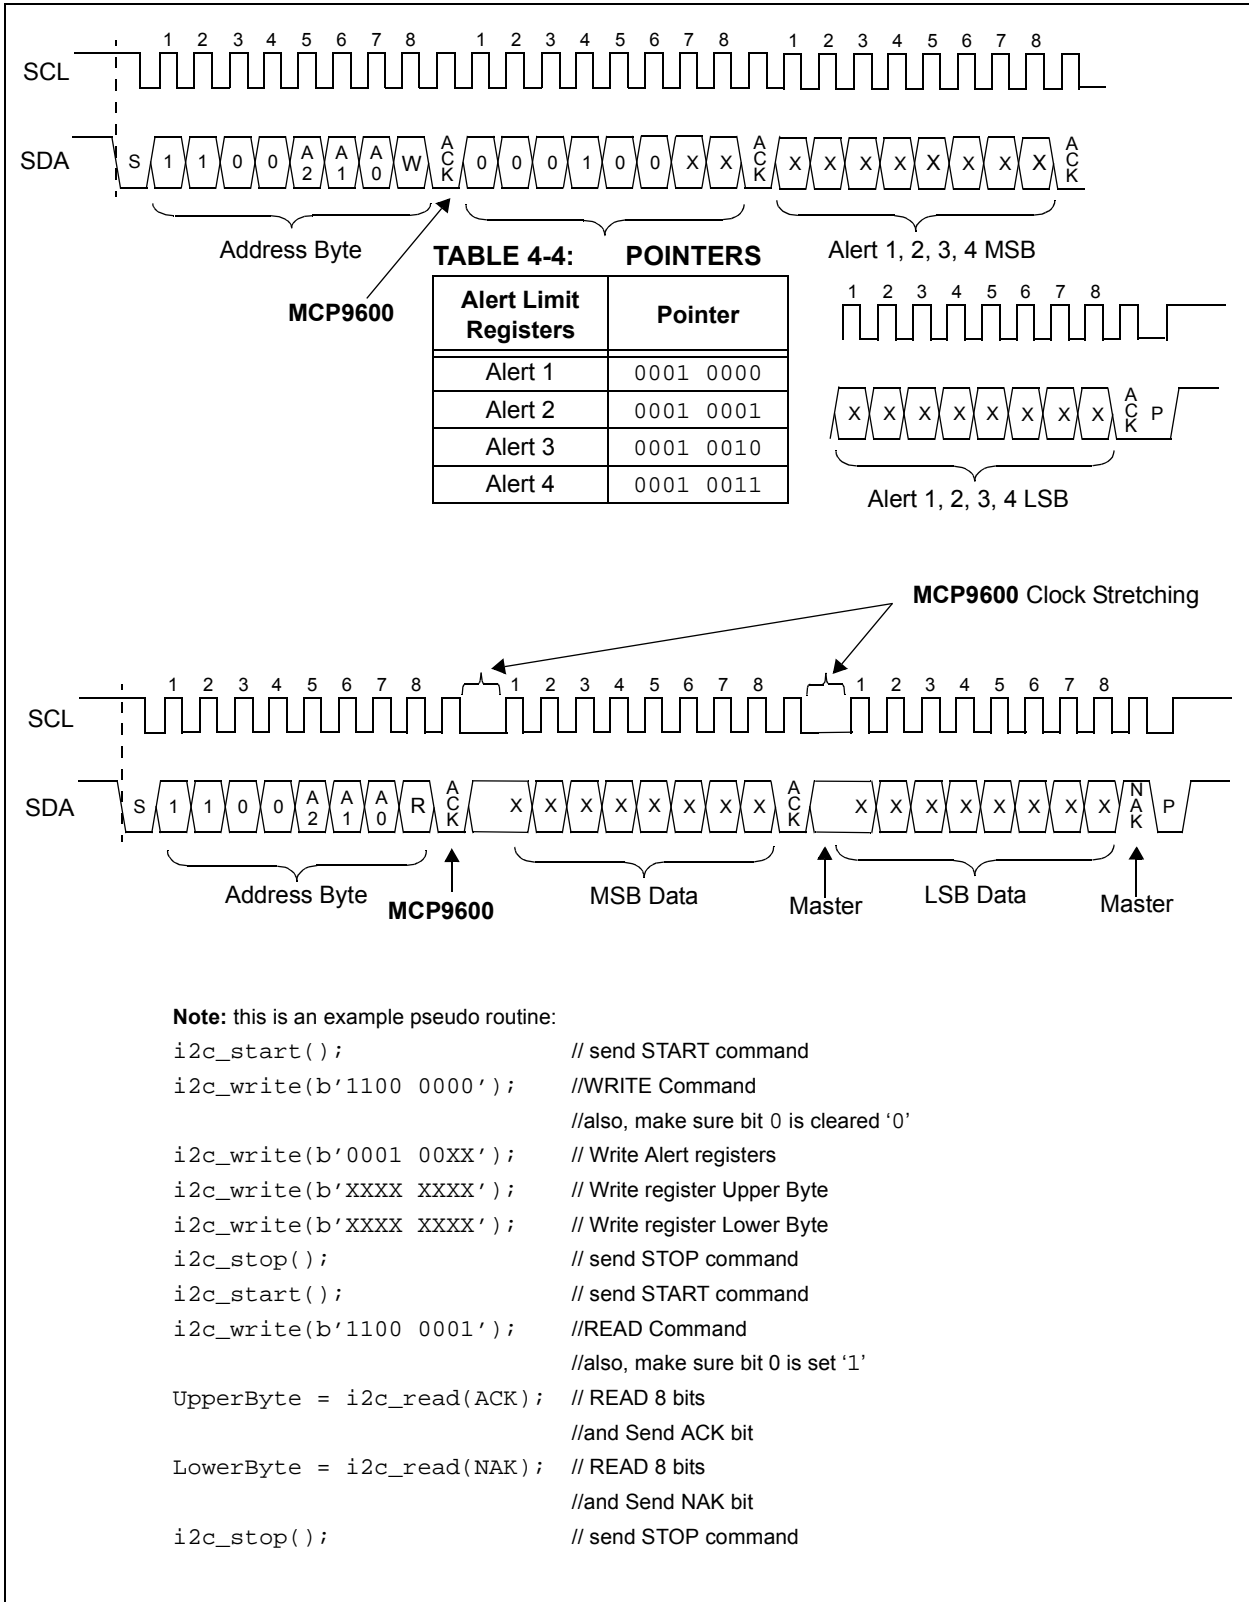 1 2 3 4 5 6 7 8 1 2 3 4 5 6 7 8 1 2 3 4 5 6 7 8
SCL
SDA S 1 1 0 0 A2 A1 A0 W ACK 0 0 0 1 0 0 X X ACK X X X X X X X X ACK
Address Byte
Alert 1, 2, 3, 4 MSB
MCP9600
TABLE 4-4: POINTERS
Alert Limit Registers Pointer
Alert 1 0001 0000
Alert 2 0001 0001
Alert 3 0001 0010
Alert 4 0001 0011
1 2 3 4 5 6 7 8
X X X X X X X X ACK P
Alert 1, 2, 3, 4 LSB
MCP9600 Clock Stretching
1 2 3 4 5 6 7 8 1 2 3 4 5 6 7 8 1 2 3 4 5 6 7 8
SCL
SDA S 1 1 0 0 A2 A1 A0 R ACK X X X X X X X X ACK X X X X X X X X NAK P
Address Byte
MCP9600
MSB Data
Master
LSB Data
Master
Note: this is an example pseudo routine:
i2c_start(); // send START command
i2c_write(b'1100 0000'); //WRITE Command
//also, make sure bit 0 is cleared ‘0’
i2c_write(b'0001 00XX'); // Write Alert registers
i2c_write(b'XXXX XXXX'); // Write register Upper Byte
i2c_write(b'XXXX XXXX'); // Write register Lower Byte
i2c_stop(); // send STOP command
i2c_start(); // send START command
i2c_write(b'1100 0001'); //READ Command
//also, make sure bit 0 is set ‘1’
UpperByte = i2c_read(ACK); // READ 8 bits
//and Send ACK bit
LowerByte = i2c_read(NAK); // READ 8 bits
//and Send NAK bit
i2c_stop(); // send STOP command